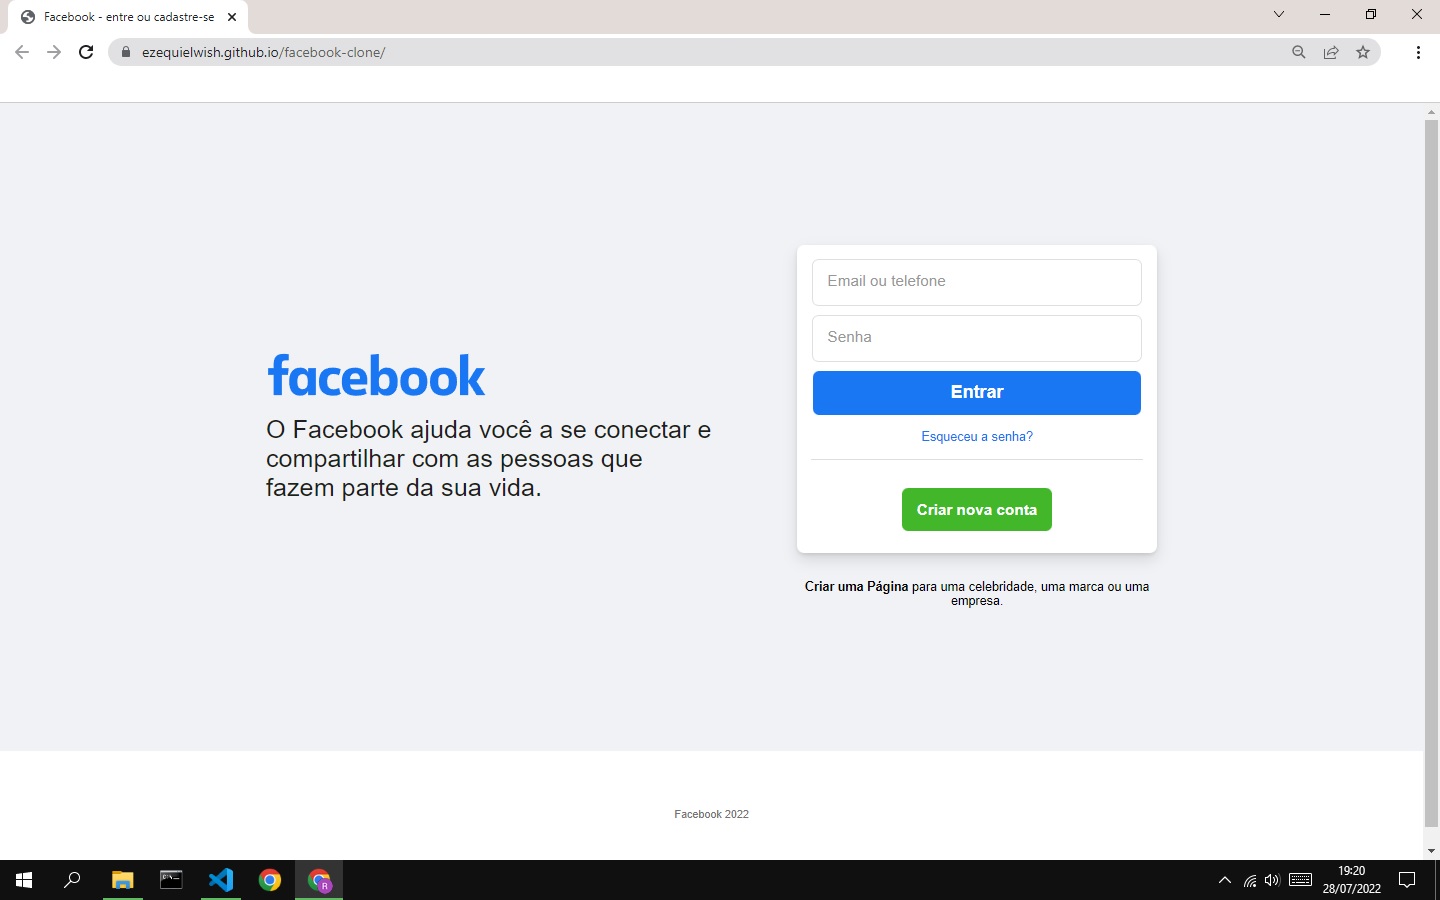 Facebook - entre ou cadastre-se
ezequielwish.github.io/facebook-clone/
facebook
O Facebook ajuda você a se conectar e
compartilhar com as pessoas que
fazem parte da sua vida.
Email ou telefone
Senha
Entrar
Esqueceu a senha?
Criar nova conta
Criar uma Página para uma celebridade, uma marca ou uma
empresa.
Facebook 2022
R
19:20
28/07/2022